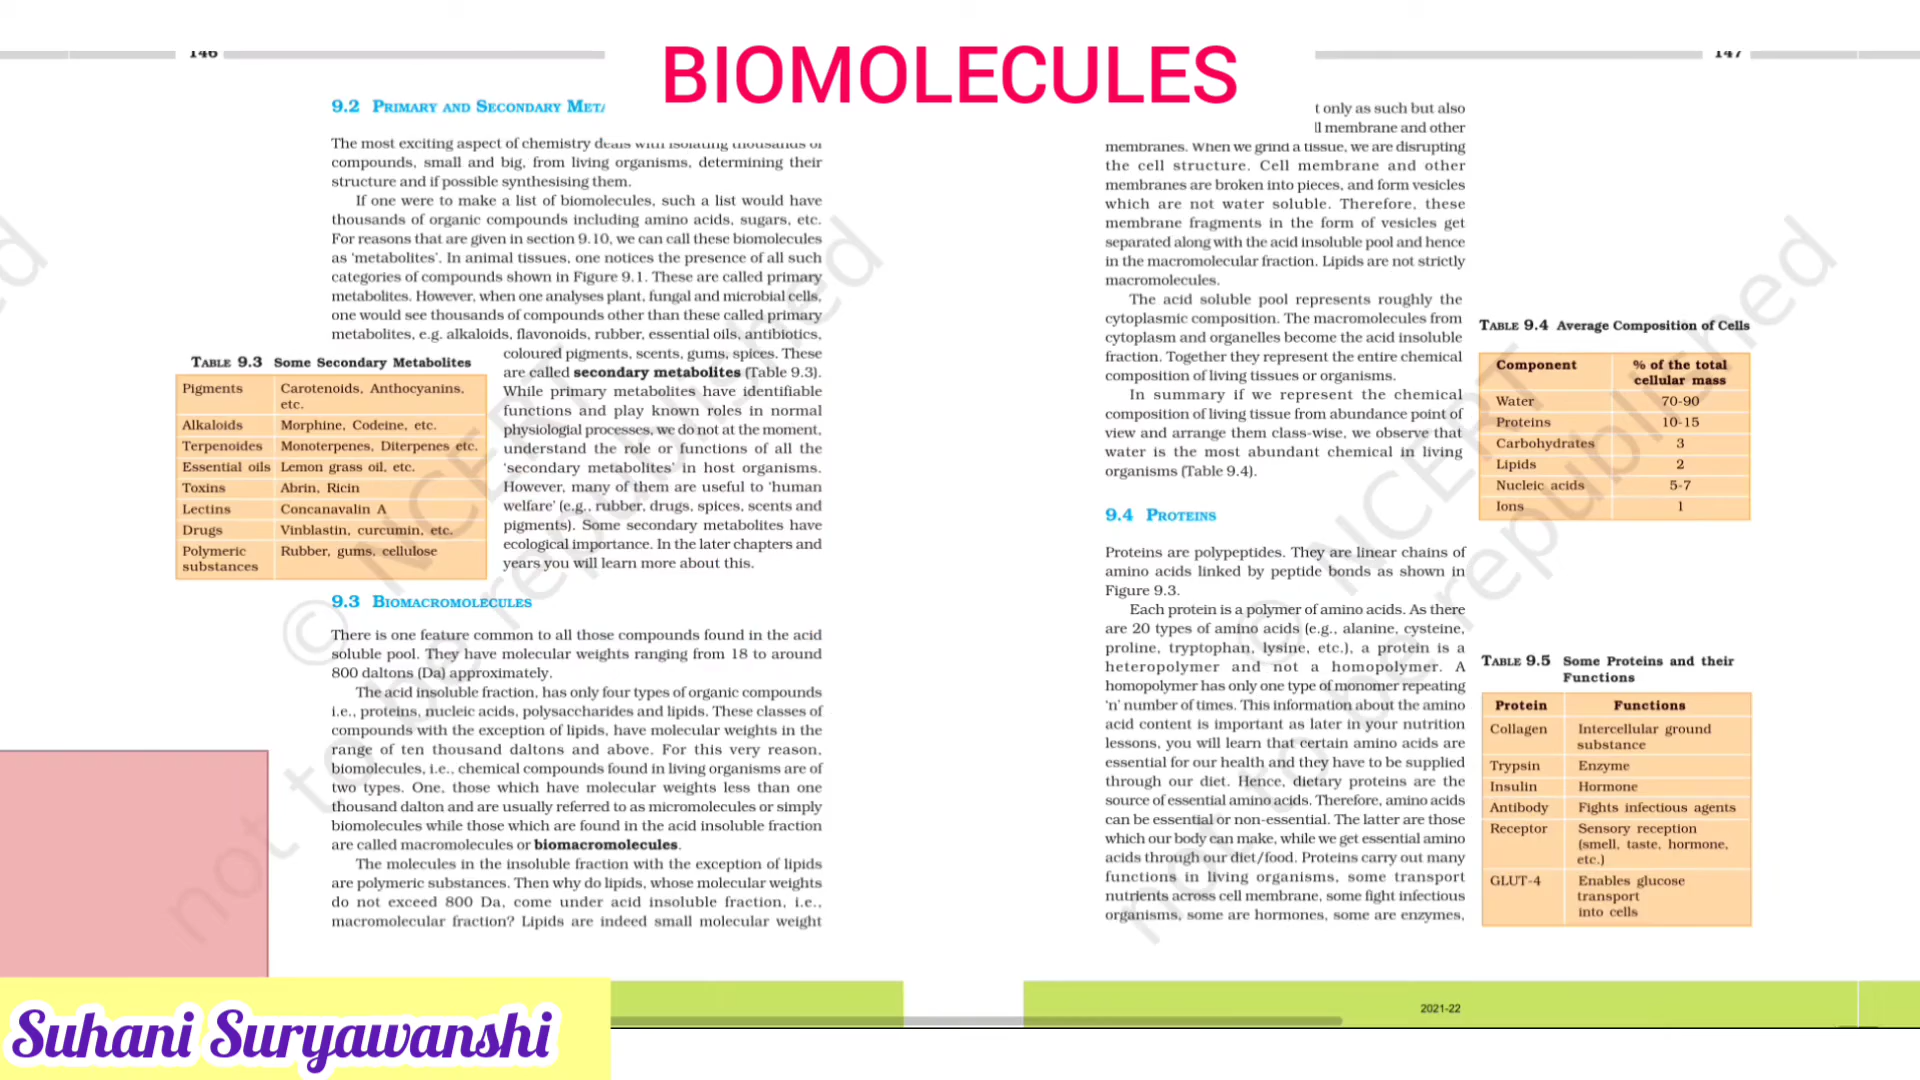 BIOMOLECULES
146
147
9.2 PRIMARY AND SECONDARY META
The most exciting aspect of chemistry deals with isolating thousands of
compounds, small and big, from living organisms, determining their
structure and if possible synthesising them.
If one were to make a list of biomolecules, such a list would have
thousands of organic compounds including amino acids, sugars, etc.
For reasons that are given in section 9.10, we can call these biomolecules
as ‘metabolites’. In animal tissues, one notices the presence of all such
categories of compounds shown in Figure 9.1. These are called primary
metabolites. However, when one analyses plant, fungal and microbial cells,
one would see thousands of compounds other than these called primary
metabolites, e.g. alkaloids, flavonoids, rubber, essential oils, antibiotics,
coloured pigments, scents, gums, spices. These
are called secondary metabolites (Table 9.3).
While primary metabolites have identifiable
functions and play known roles in normal
physiologial processes, we do not at the moment,
understand the role or functions of all the
‘secondary metabolites’ in host organisms.
However, many of them are useful to ‘human
welfare’ (e.g., rubber, drugs, spices, scents and
pigments). Some secondary metabolites have
ecological importance. In the later chapters and
years you will learn more about this.
TABLE 9.3 Some Secondary Metabolites
Pigments Carotenoids, Anthocyanins,
etc.
Alkaloids Morphine, Codeine, etc.
Terpenoides Monoterpenes, Diterpenes etc.
Essential oils Lemon grass oil, etc.
Toxins Abrin, Ricin
Lectins Concanavalin A
Drugs Vinblastin, curcumin, etc.
Polymeric Rubber, gums, cellulose
substances
9.3 BIOMACROMOLECULES
There is one feature common to all those compounds found in the acid
soluble pool. They have molecular weights ranging from 18 to around
800 daltons (Da) approximately.
The acid insoluble fraction, has only four types of organic compounds
i.e., proteins, nucleic acids, polysaccharides and lipids. These classes of
compounds with the exception of lipids, have molecular weights in the
range of ten thousand daltons and above. For this very reason,
biomolecules, i.e., chemical compounds found in living organisms are of
two types. One, those which have molecular weights less than one
thousand dalton and are usually referred to as micromolecules or simply
biomolecules while those which are found in the acid insoluble fraction
are called macromolecules or biomacromolecules.
The molecules in the insoluble fraction with the exception of lipids
are polymeric substances. Then why do lipids, whose molecular weights
do not exceed 800 Da, come under acid insoluble fraction, i.e.,
macromolecular fraction? Lipids are indeed small molecular weight
t only as such but also
ll membrane and other
membranes. When we grind a tissue, we are disrupting
the cell structure. Cell membrane and other
membranes are broken into pieces, and form vesicles
which are not water soluble. Therefore, these
membrane fragments in the form of vesicles get
separated along with the acid insoluble pool and hence
in the macromolecular fraction. Lipids are not strictly
macromolecules.
The acid soluble pool represents roughly the
cytoplasmic composition. The macromolecules from
cytoplasm and organelles become the acid insoluble
fraction. Together they represent the entire chemical
composition of living tissues or organisms.
In summary if we represent the chemical
composition of living tissue from abundance point of
view and arrange them class-wise, we observe that
water is the most abundant chemical in living
organisms (Table 9.4).
TABLE 9.4 Average Composition of Cells
Component % of the total
cellular mass
Water 70-90
Proteins 10-15
Carbohydrates 3
Lipids 2
Nucleic acids 5-7
Ions 1
9.4 PROTEINS
Proteins are polypeptides. They are linear chains of
amino acids linked by peptide bonds as shown in
Figure 9.3.
Each protein is a polymer of amino acids. As there
are 20 types of amino acids (e.g., alanine, cysteine,
proline, tryptophan, lysine, etc.), a protein is a
heteropolymer and not a homopolymer. A
homopolymer has only one type of monomer repeating
‘n’ number of times. This information about the amino
acid content is important as later in your nutrition
lessons, you will learn that certain amino acids are
essential for our health and they have to be supplied
through our diet. Hence, dietary proteins are the
source of essential amino acids. Therefore, amino acids
can be essential or non-essential. The latter are those
which our body can make, while we get essential amino
acids through our diet/food. Proteins carry out many
functions in living organisms, some transport
nutrients across cell membrane, some fight infectious
organisms, some are hormones, some are enzymes,
TABLE 9.5 Some Proteins and their
Functions
Protein Functions
Collagen Intercellular ground
substance
Trypsin Enzyme
Insulin Hormone
Antibody Fights infectious agents
Receptor Sensory reception
(smell, taste, hormone,
etc.)
GLUT-4 Enables glucose
transport
into cells
© NCERT
not to be republished
© NCERT
not to be republished
d
2021-22
Suhani Suryawanshi